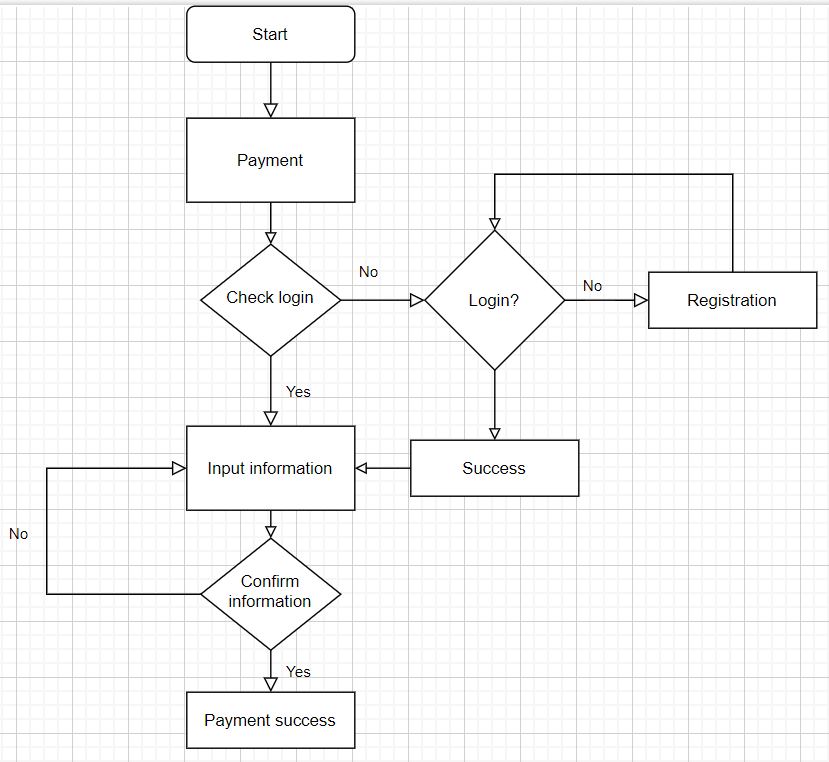 Start
Payment
No
Check login
Login?
No
Registration
Yes
Input information
Success
No
Confirm
information
Yes
Payment success